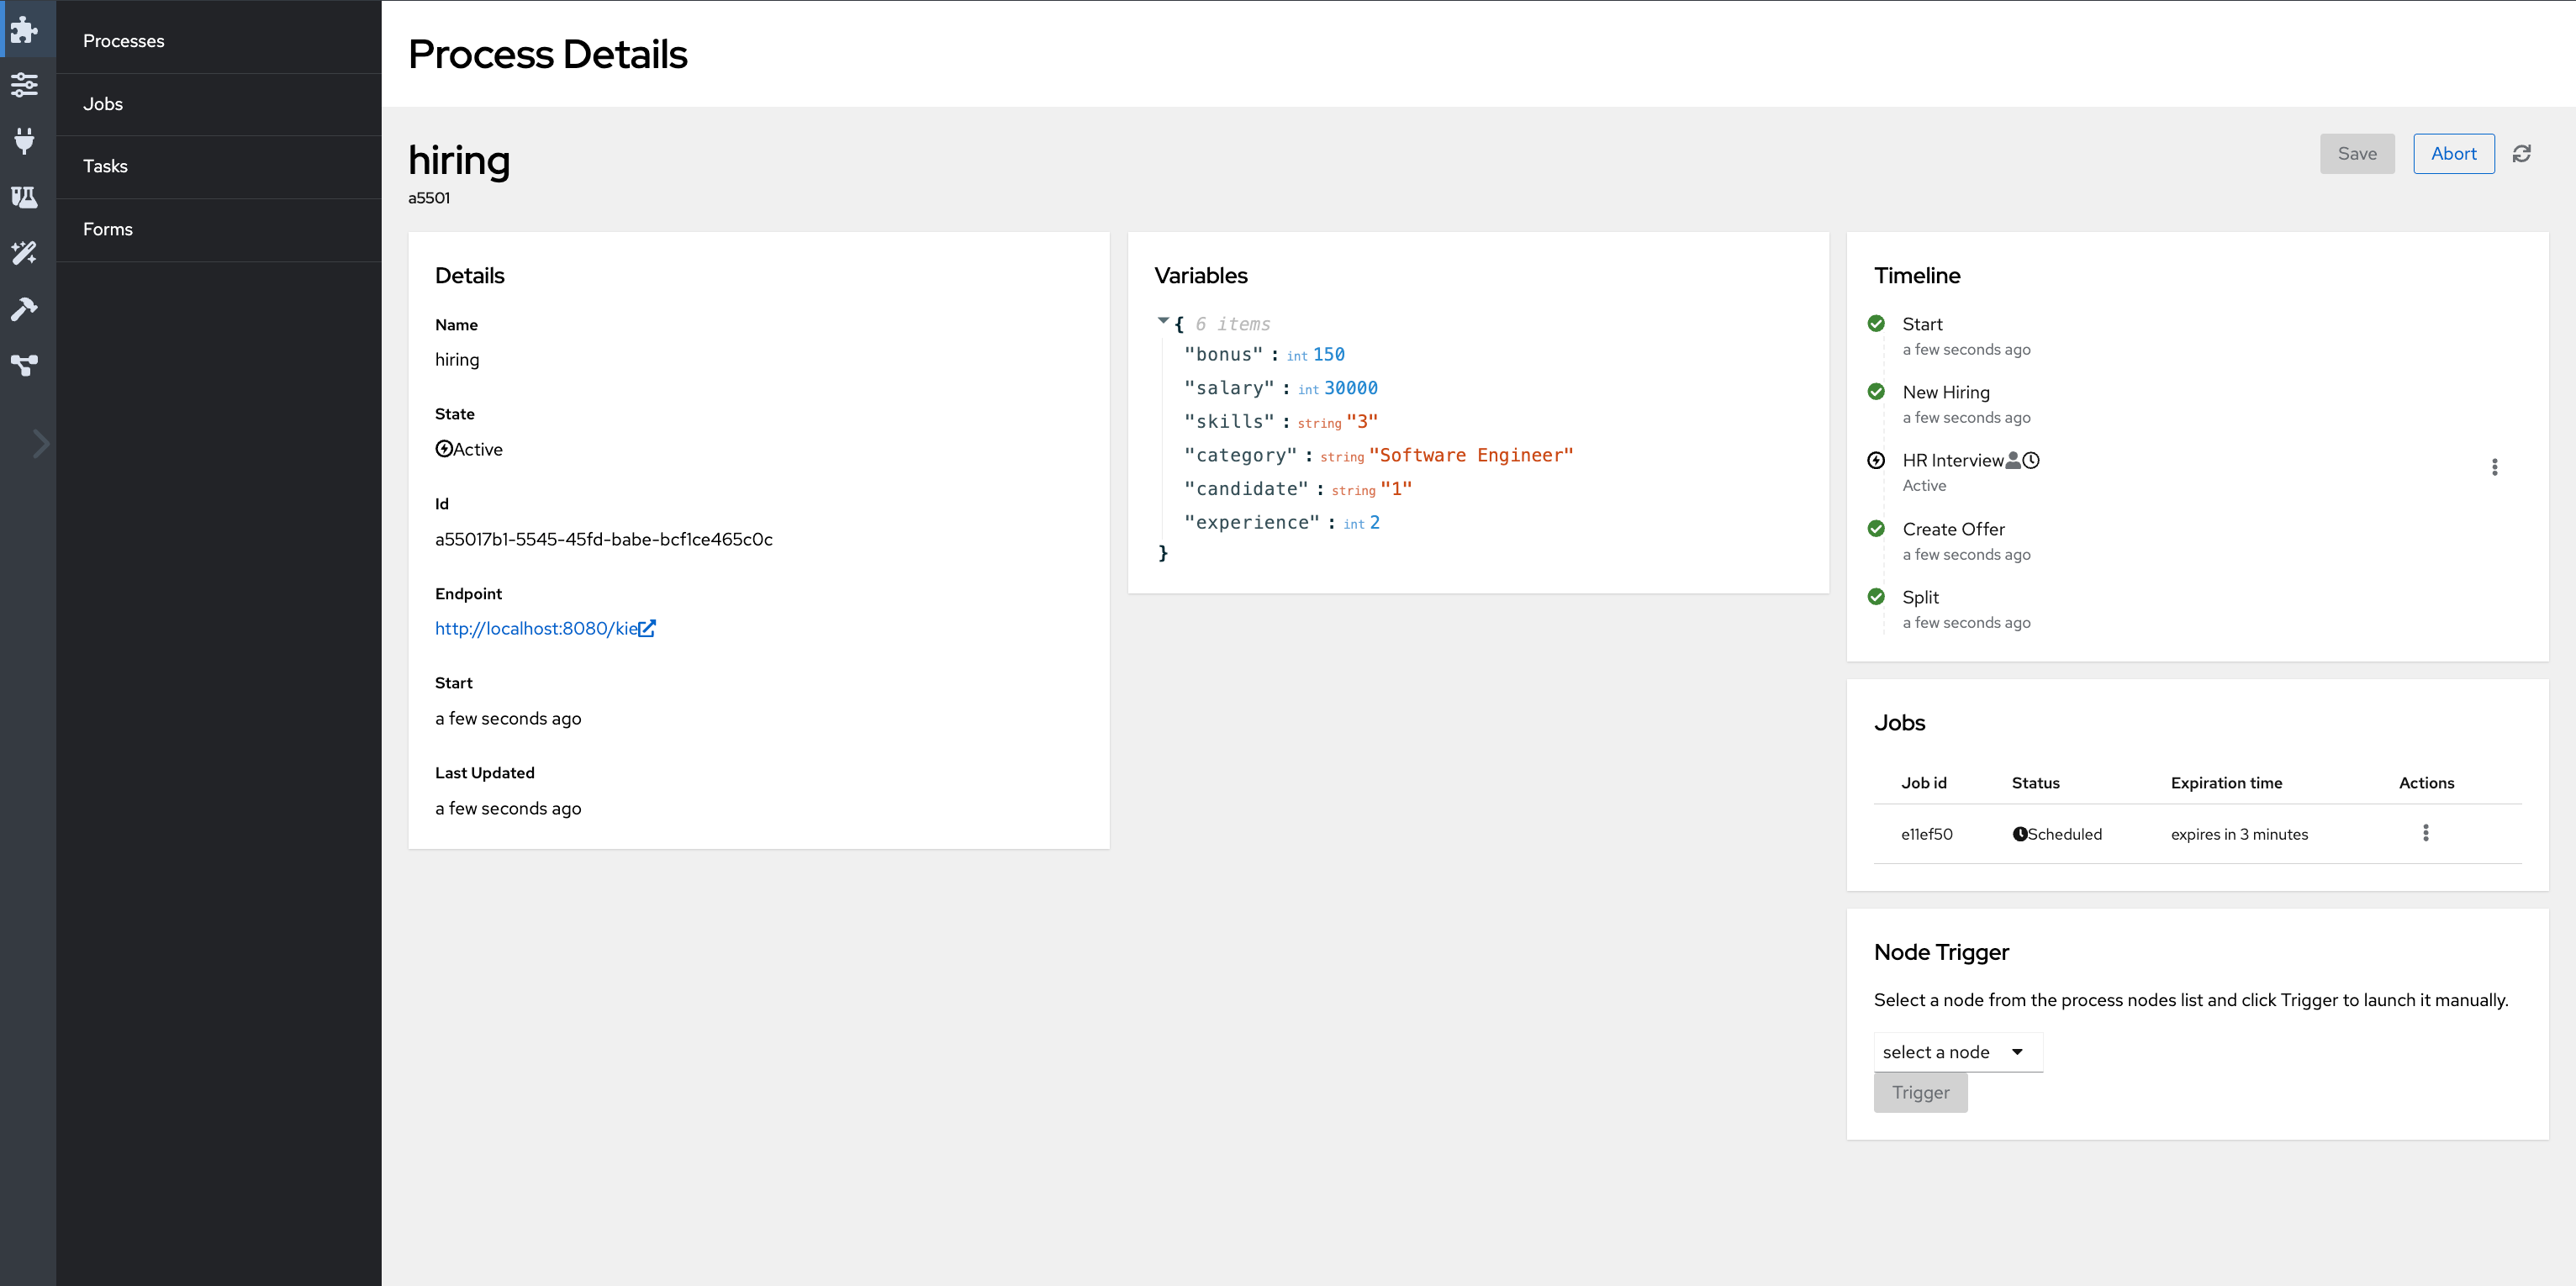 Processes
Jobs
Tasks
Forms
Process Details
hiring
a5501
Save
Abort
Details
Name
hiring
State
Active
Id
a55017b1-5545-45fd-babe-bcf1ce465c0c
Endpoint
http://localhost:8080/kie
Start
a few seconds ago
Last Updated
a few seconds ago
Variables
{ 6 items
"bonus" : int 150
"salary" : int 30000
"skills" : string "3"
"category" : string "Software Engineer"
"candidate" : string "1"
"experience" : int 2
}
Timeline
Start
a few seconds ago
New Hiring
a few seconds ago
HR Interview
Active
Create Offer
a few seconds ago
Split
a few seconds ago
Jobs
Job id Status Expiration time Actions
e11ef50 Scheduled expires in 3 minutes
Node Trigger
Select a node from the process nodes list and click Trigger to launch it manually.
select a node
Trigger